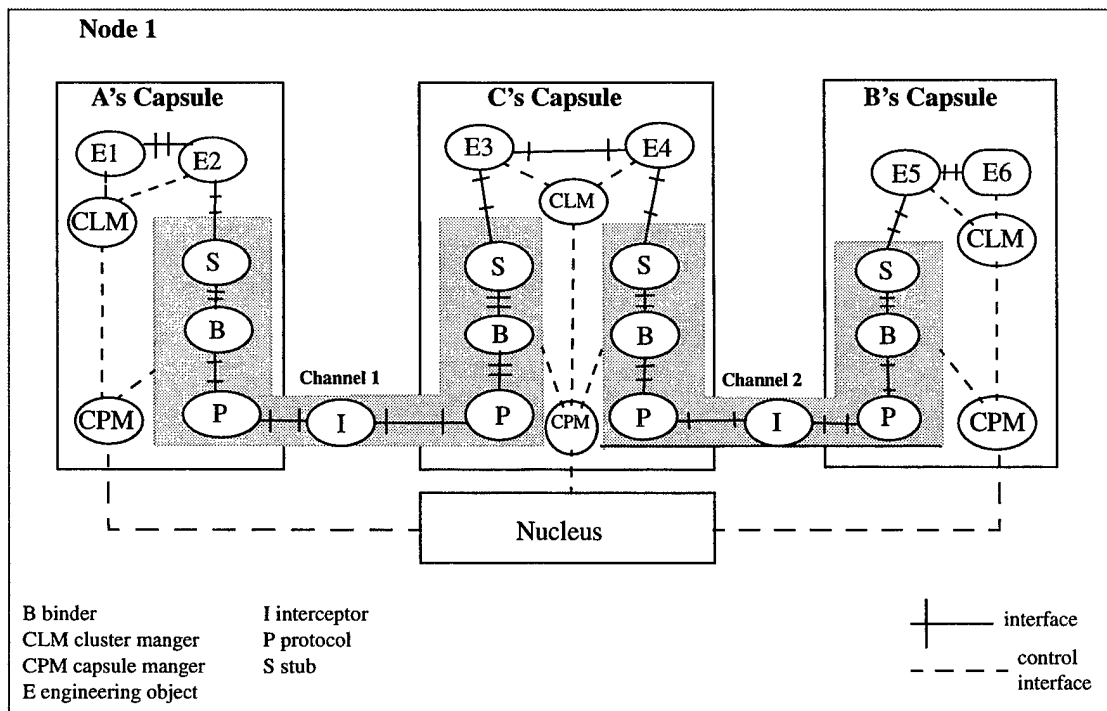 Node 1
A's Capsule
C's Capsule
B's Capsule
E1
E2
E3
E4
E5
E6
CLM
CLM
CLM
S
S
S
S
B
B
B
B
Channel 1
Channel 2
CPM
P
I
P
CPM
P
I
P
CPM
Nucleus
B binder
CLM cluster manger
CPM capsule manger
E engineering object
I interceptor
P protocol
S stub
interface
control
interface